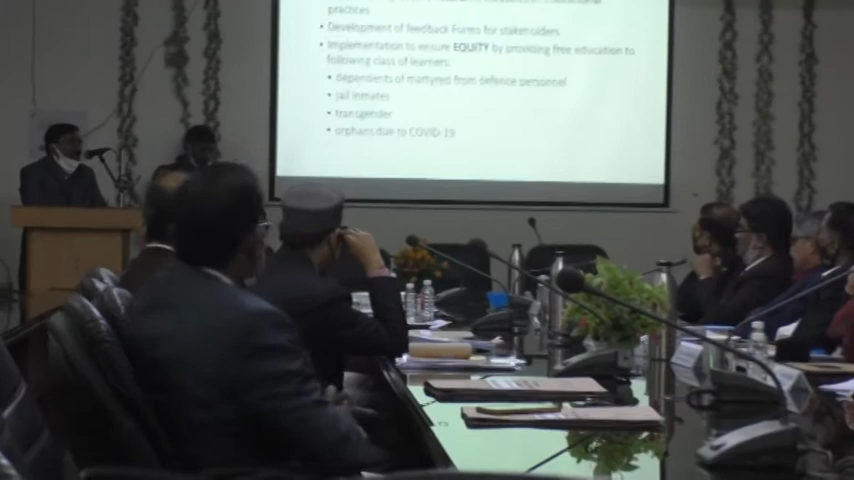 practices
• Development of feedback Forms for stakeholders
• Implementation to ensure EQUITY by providing free education to
following class of learners:
• dependents of martyred from defence personnel
• jail inmates
• transgender
• orphans due to COVID-19